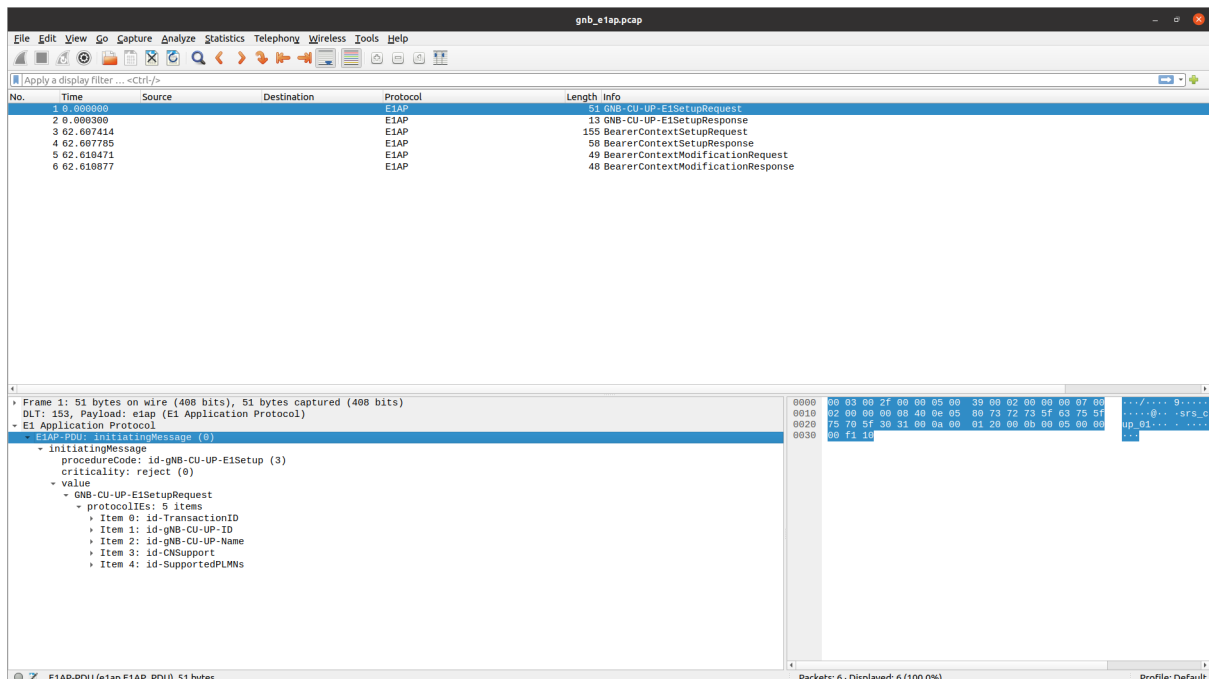 gnb_e1ap.pcap
File Edit View Go Capture Analyze Statistics Telephony Wireless Tools Help
Apply a display filter ... <Ctrl-/>
No. Time Source Destination Protocol Length Info
1 0.000000 E1AP 51 GNB-CU-UP-E1SetupRequest
2 0.000300 E1AP 13 GNB-CU-UP-E1SetupResponse
3 62.607414 E1AP 155 BearerContextSetupRequest
4 62.607785 E1AP 58 BearerContextSetupResponse
5 62.610471 E1AP 49 BearerContextModificationRequest
6 62.610877 E1AP 48 BearerContextModificationResponse
Frame 1: 51 bytes on wire (408 bits), 51 bytes captured (408 bits)
DLT: 153, Payload: e1ap (E1 Application Protocol)
E1 Application Protocol
E1AP-PDU: initiatingMessage (0)
initiatingMessage
procedureCode: id-gNB-CU-UP-E1Setup (3)
criticality: reject (0)
value
GNB-CU-UP-E1SetupRequest
protocolIEs: 5 items
Item 0: id-TransactionID
Item 1: id-gNB-CU-UP-ID
Item 2: id-gNB-CU-UP-Name
Item 3: id-CNSupport
Item 4: id-SupportedPLMNs
0000 00 03 00 2f 00 00 05 00 39 00 02 00 00 00 07 00 ···/···· 9·····
0010 02 00 00 00 08 40 0e 05 80 73 72 73 5f 63 75 5f ·····@·· ·srs_c
0020 75 70 5f 30 31 00 0a 00 01 20 00 0b 00 05 00 00 up_01··· · ····
0030 00 f1 10 ···
E1AP-PDU (e1ap.E1AP_PDU), 51 bytes
Packets: 6 · Displayed: 6 (100.0%)
Profile: Default